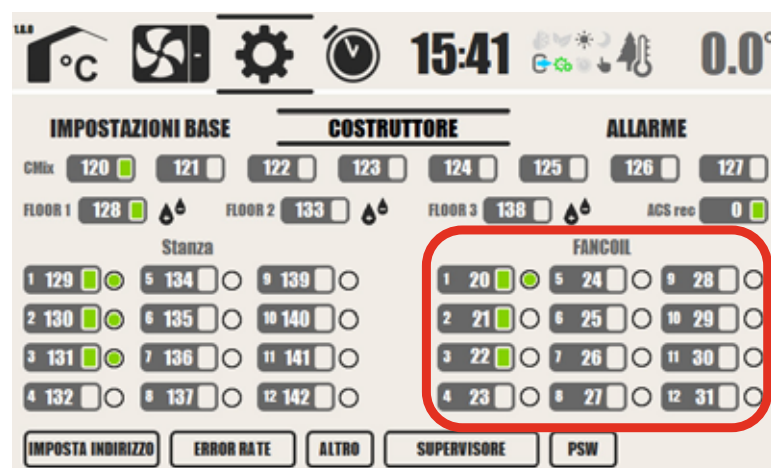 1.8.0
°C 15:41 0.0°
IMPOSTAZIONI BASE COSTRUTTORE ALLARME
CMix 120 121 122 123 124 125 126 127
FLOOR 1 128 FLOOR 2 133 FLOOR 3 138 ACS rec 0
Stanza FANCOIL
1 129 5 134 9 139 1 20 5 24 9 28
2 130 6 135 10 140 2 21 6 25 10 29
3 131 7 136 11 141 3 22 7 26 11 30
4 132 8 137 12 142 4 23 8 27 12 31
IMPOSTA INDIRIZZO ERROR RATE ALTRO SUPERVISORE PSW